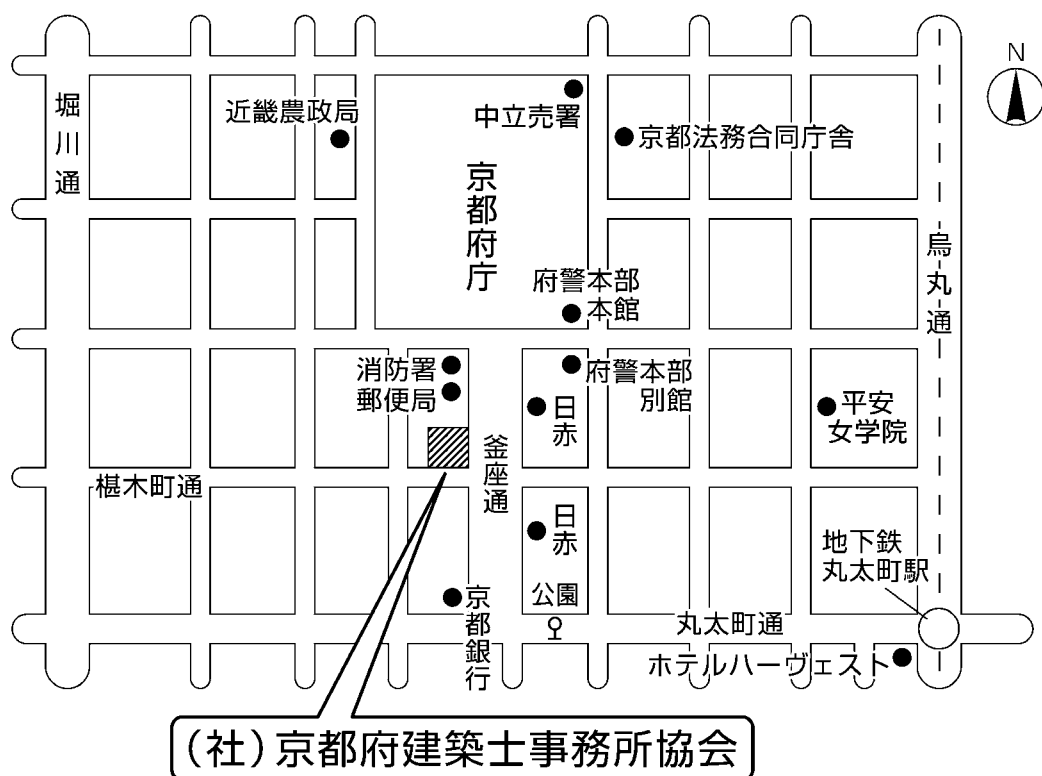 N
堀川通
近畿農政局
中立売署
京都法務合同庁舎
京都府庁
烏丸通
府警本部
本館
消防署
郵便局
府警本部
別館
日赤
平安
女学院
釜座通
椹木町通
日赤
地下鉄
丸太町駅
京都銀行
公園
丸太町通
ホテルハーヴェスト
(社)京都府建築士事務所協会